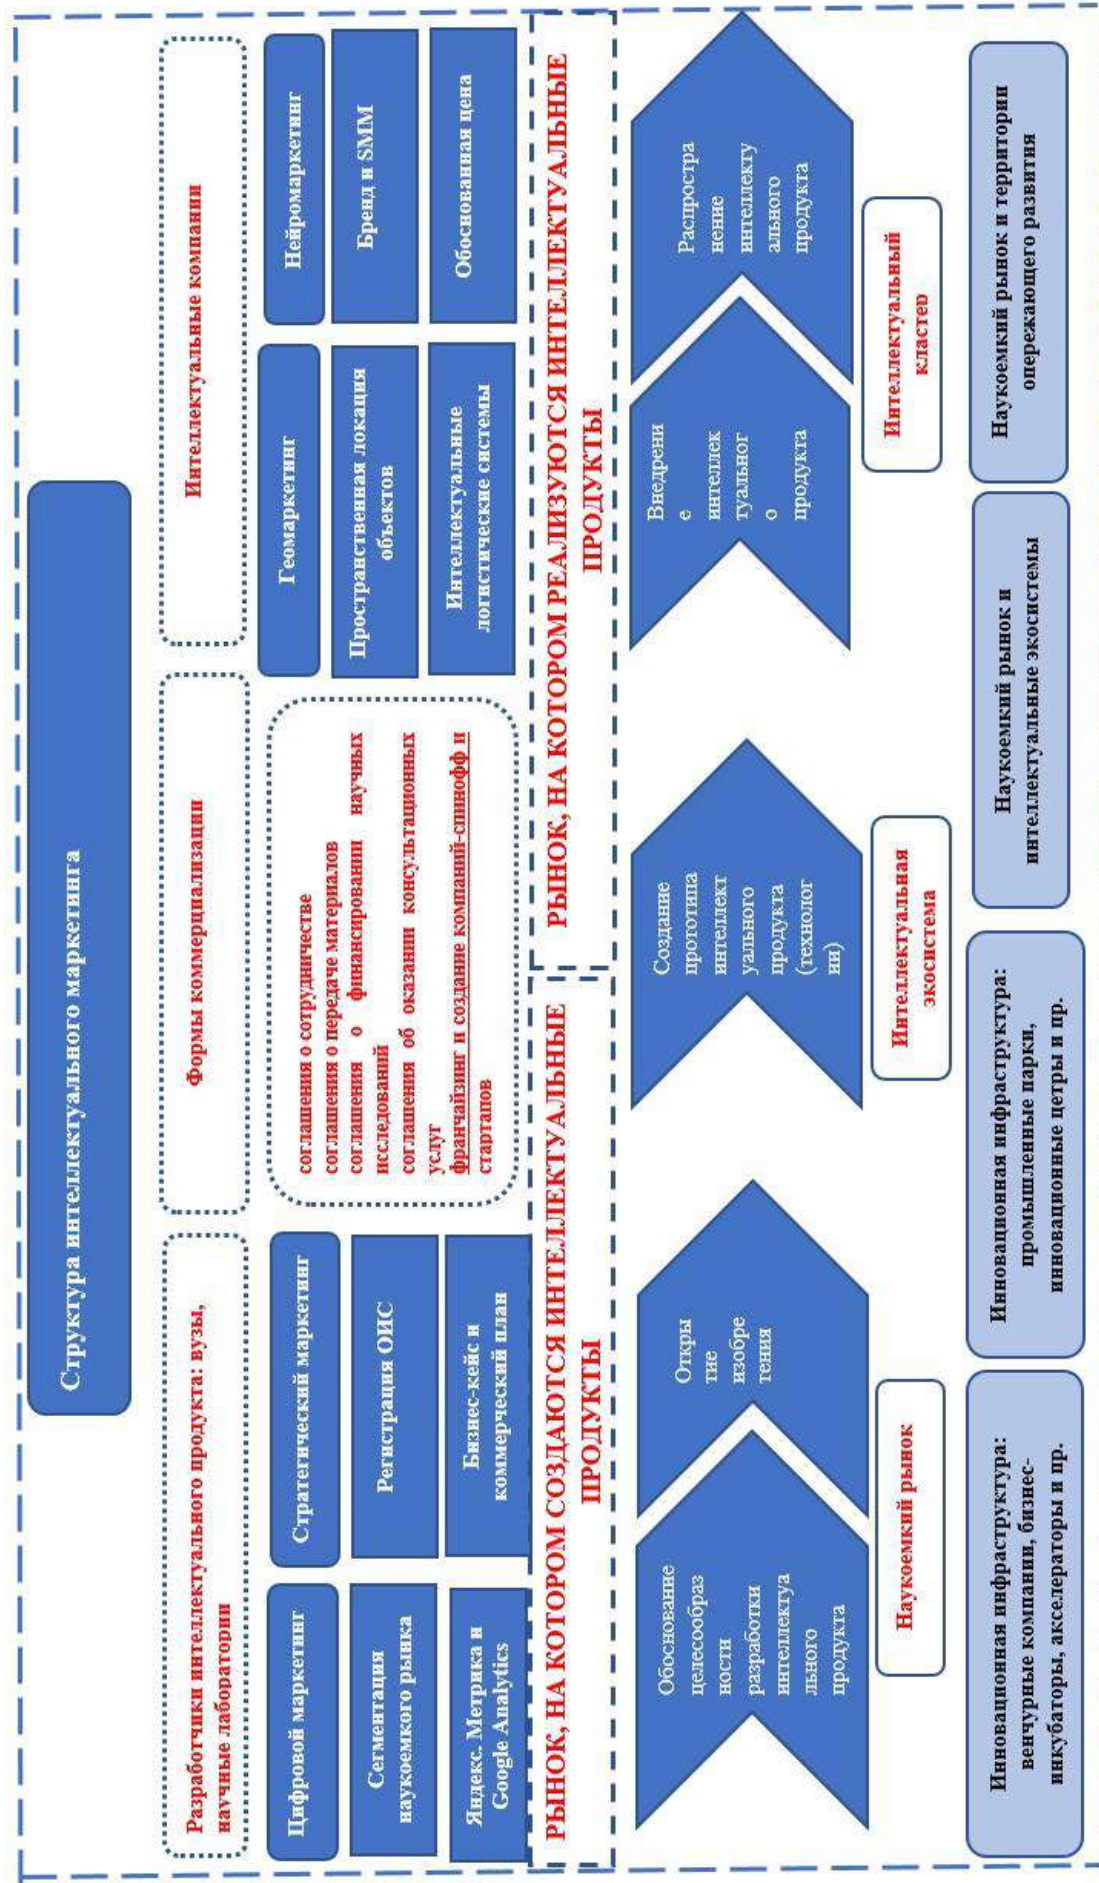 Структура интеллектуального маркетинга
Разработчики интеллектуального продукта: вузы,
научные лаборатории
Формы коммерциализации
Интеллектуальные компании
Цифровой маркетинг
Сегментация
наукоемкого рынка
Яндекс. Метрика и
Google Analytics
Стратегический маркетинг
Регистрация ОИС
Бизнес-кейс и
коммерческий план
соглашения о сотрудничестве
соглашения о передаче материалов
соглашения о финансировании научных
исследований
соглашения об оказании консультационных
услуг
франчайзинг и создание компаний-спинофф и
стартапов
Геомаркетинг
Пространственная локация
объектов
Интеллектуальные
логистические системы
Нейромаркетинг
Бренд и SMM
Обоснованная цена
РЫНОК, НА КОТОРОМ СОЗДАЮТСЯ ИНТЕЛЛЕКТУАЛЬНЫЕ
ПРОДУКТЫ
РЫНОК, НА КОТОРОМ РЕАЛИЗУЮТСЯ ИНТЕЛЛЕКТУАЛЬНЫЕ
ПРОДУКТЫ
Обоснование
целесообраз
ности
разработки
интеллектуа
льного
продукта
Откры
тие
изобре
тения
Создание
прототипа
интеллект
уального
продукта
(технолог
ии)
Внедрени
е
интеллек
туальног
о
продукта
Распростра
нение
интеллекту
ального
продукта
Наукоемкий рынок
Интеллектуальная
экосистема
Интеллектуальный
кластер
Инновационная инфраструктура:
венчурные компании, бизнес-
инкубаторы, акселераторы и пр.
Инновационная инфраструктура:
промышленные парки,
инновационные цетры и пр.
Наукоемкий рынок и
интеллектуальные экосистемы
Наукоемкий рынок и территории
опережающего развития